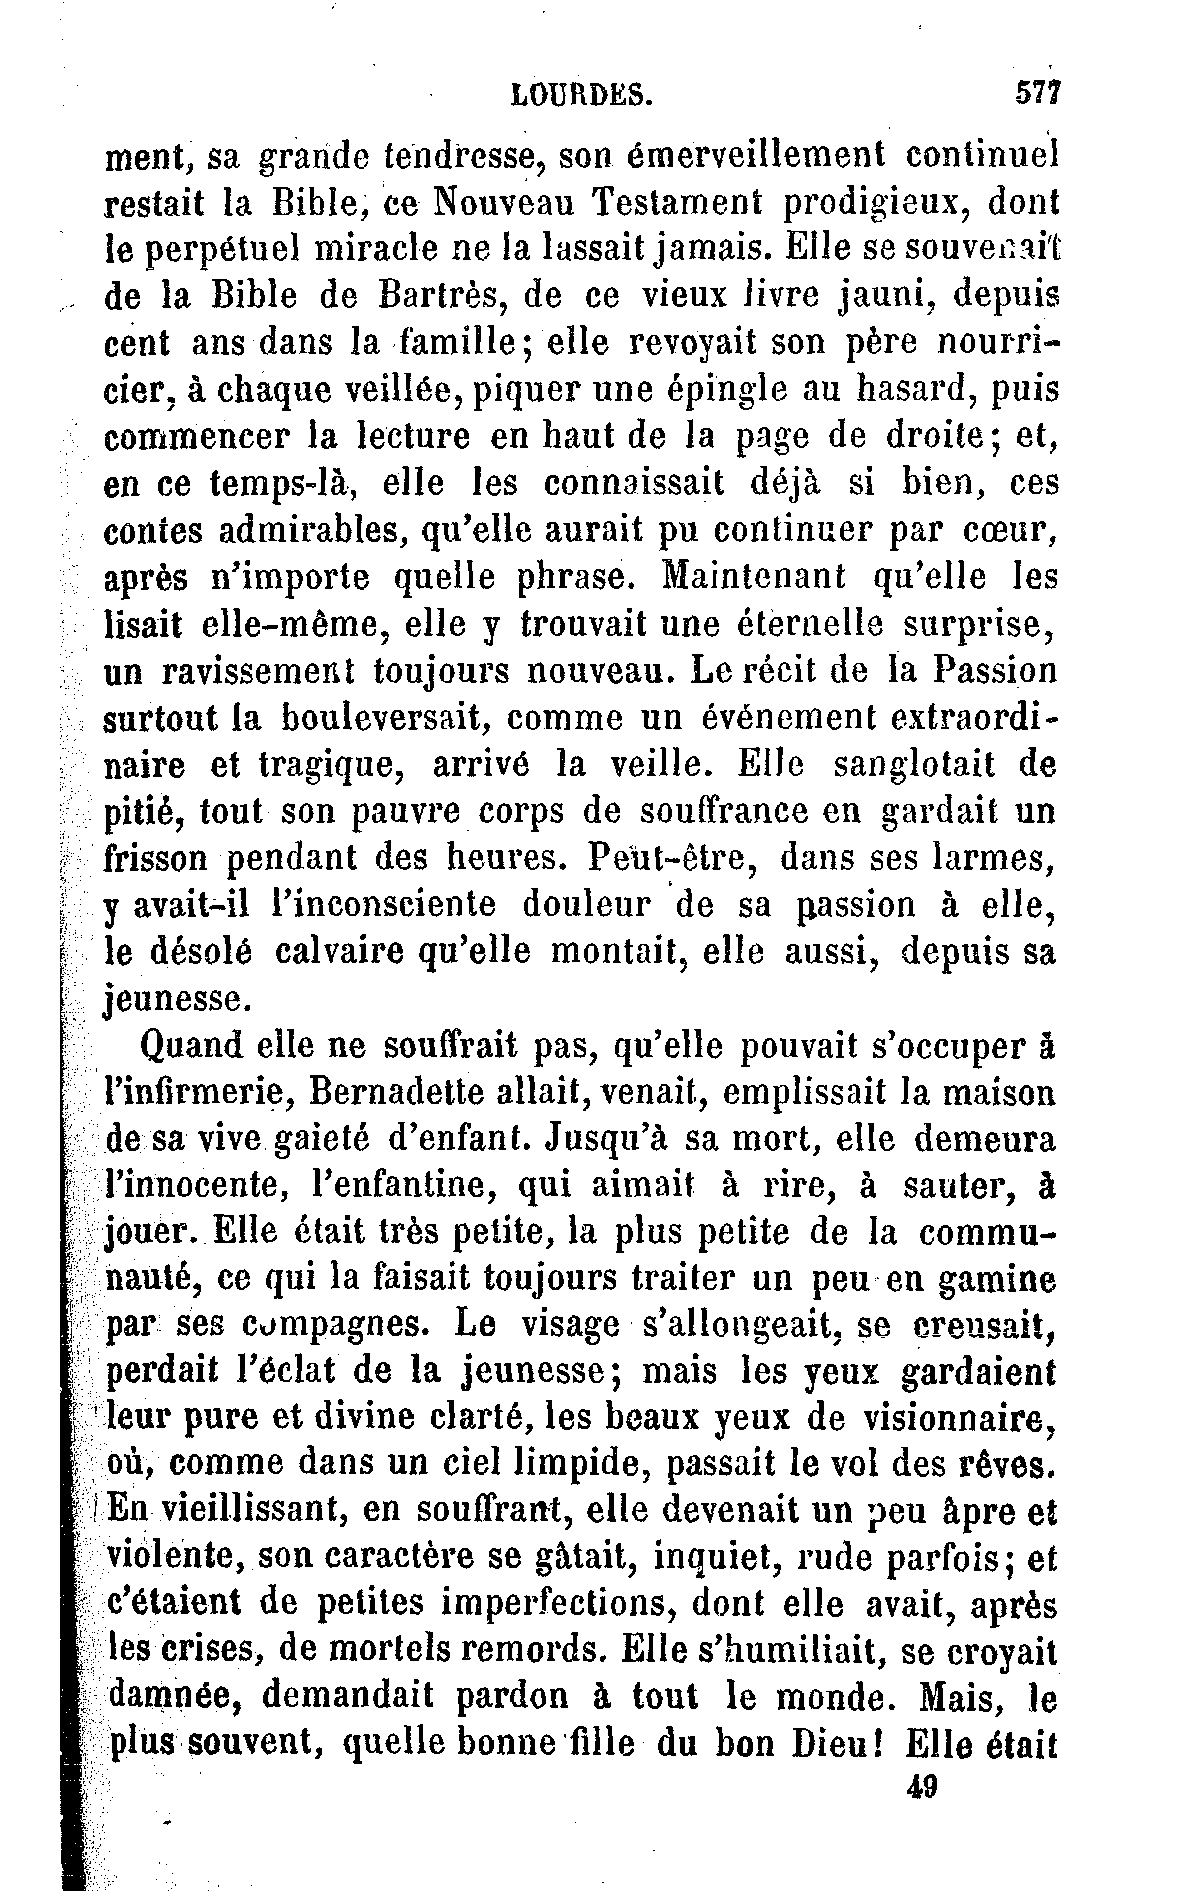 LOURDES. 577
ment, sa grande tendresse, son émerveillement continuel
restait la Bible, ce Nouveau Testament prodigieux, dont
le perpétuel miracle ne la lassait jamais. Elle se souvenait
de la Bible de Bartrès, de ce vieux livre jauni, depuis
cent ans dans la famille; elle revoyait son père nourri-
cier, à chaque veillée, piquer une épingle au hasard, puis
commencer la lecture en haut de la page de droite; et,
en ce temps-là, elle les connaissait déjà si bien, ces
contes admirables, qu'elle aurait pu continuer par cœur,
après n'importe quelle phrase. Maintenant qu'elle les
lisait elle-même, elle y trouvait une éternelle surprise,
un ravissement toujours nouveau. Le récit de la Passion
surtout la bouleversait, comme un événement extraordi-
naire et tragique, arrivé la veille. Elle sanglotait de
pitié, tout son pauvre corps de souffrance en gardait un
frisson pendant des heures. Peut-être, dans ses larmes,
y avait-il l'inconsciente douleur de sa passion à elle,
le désolé calvaire qu'elle montait, elle aussi, depuis sa
jeunesse.
Quand elle ne souffrait pas, qu'elle pouvait s'occuper à
l'infirmerie, Bernadette allait, venait, emplissait la maison
de sa vive gaieté d'enfant. Jusqu'à sa mort, elle demeura
l'innocente, l'enfantine, qui aimait à rire, à sauter, à
jouer. Elle était très petite, la plus petite de la commu-
nauté, ce qui la faisait toujours traiter un peu en gamine
par ses compagnes. Le visage s'allongeait, se creusait,
perdait l'éclat de la jeunesse; mais les yeux gardaient
leur pure et divine clarté, les beaux yeux de visionnaire,
où, comme dans un ciel limpide, passait le vol des rêves.
En vieillissant, en souffrant, elle devenait un peu âpre et
violente, son caractère se gâtait, inquiet, rude parfois; et
c'étaient de petites imperfections, dont elle avait, après
les crises, de mortels remords. Elle s'humiliait, se croyait
damnée, demandait pardon à tout le monde. Mais, le
plus souvent, quelle bonne fille du bon Dieu! Elle était
49